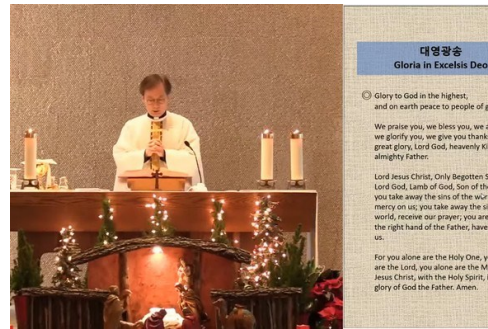 대영광송
Gloria in Excelsis Deo
◎ Glory to God in the highest,
and on earth peace to people of g
We praise you, we bless you, we a
we glorify you, we give you thank
great glory, Lord God, heavenly Ki
almighty Father.
Lord Jesus Christ, Only Begotten S
Lord God, Lamb of God, Son of the
you take away the sins of the wor
mercy on us; you take away the si
world, receive our prayer; you are
the right hand of the Father, have
us.
For you alone are the Holy One, y
are the Lord, you alone are the M
Jesus Christ, with the Holy Spirit,
glory of God the Father. Amen.